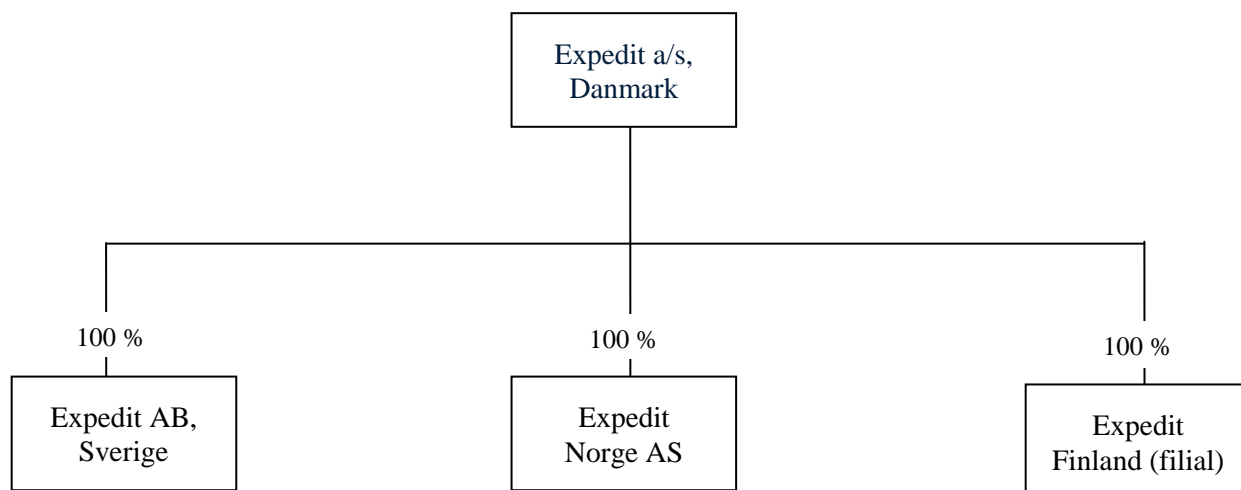 Expedit a/s,
Danmark
100 %
100 %
100 %
Expedit AB,
Sverige
Expedit
Norge AS
Expedit
Finland (filial)